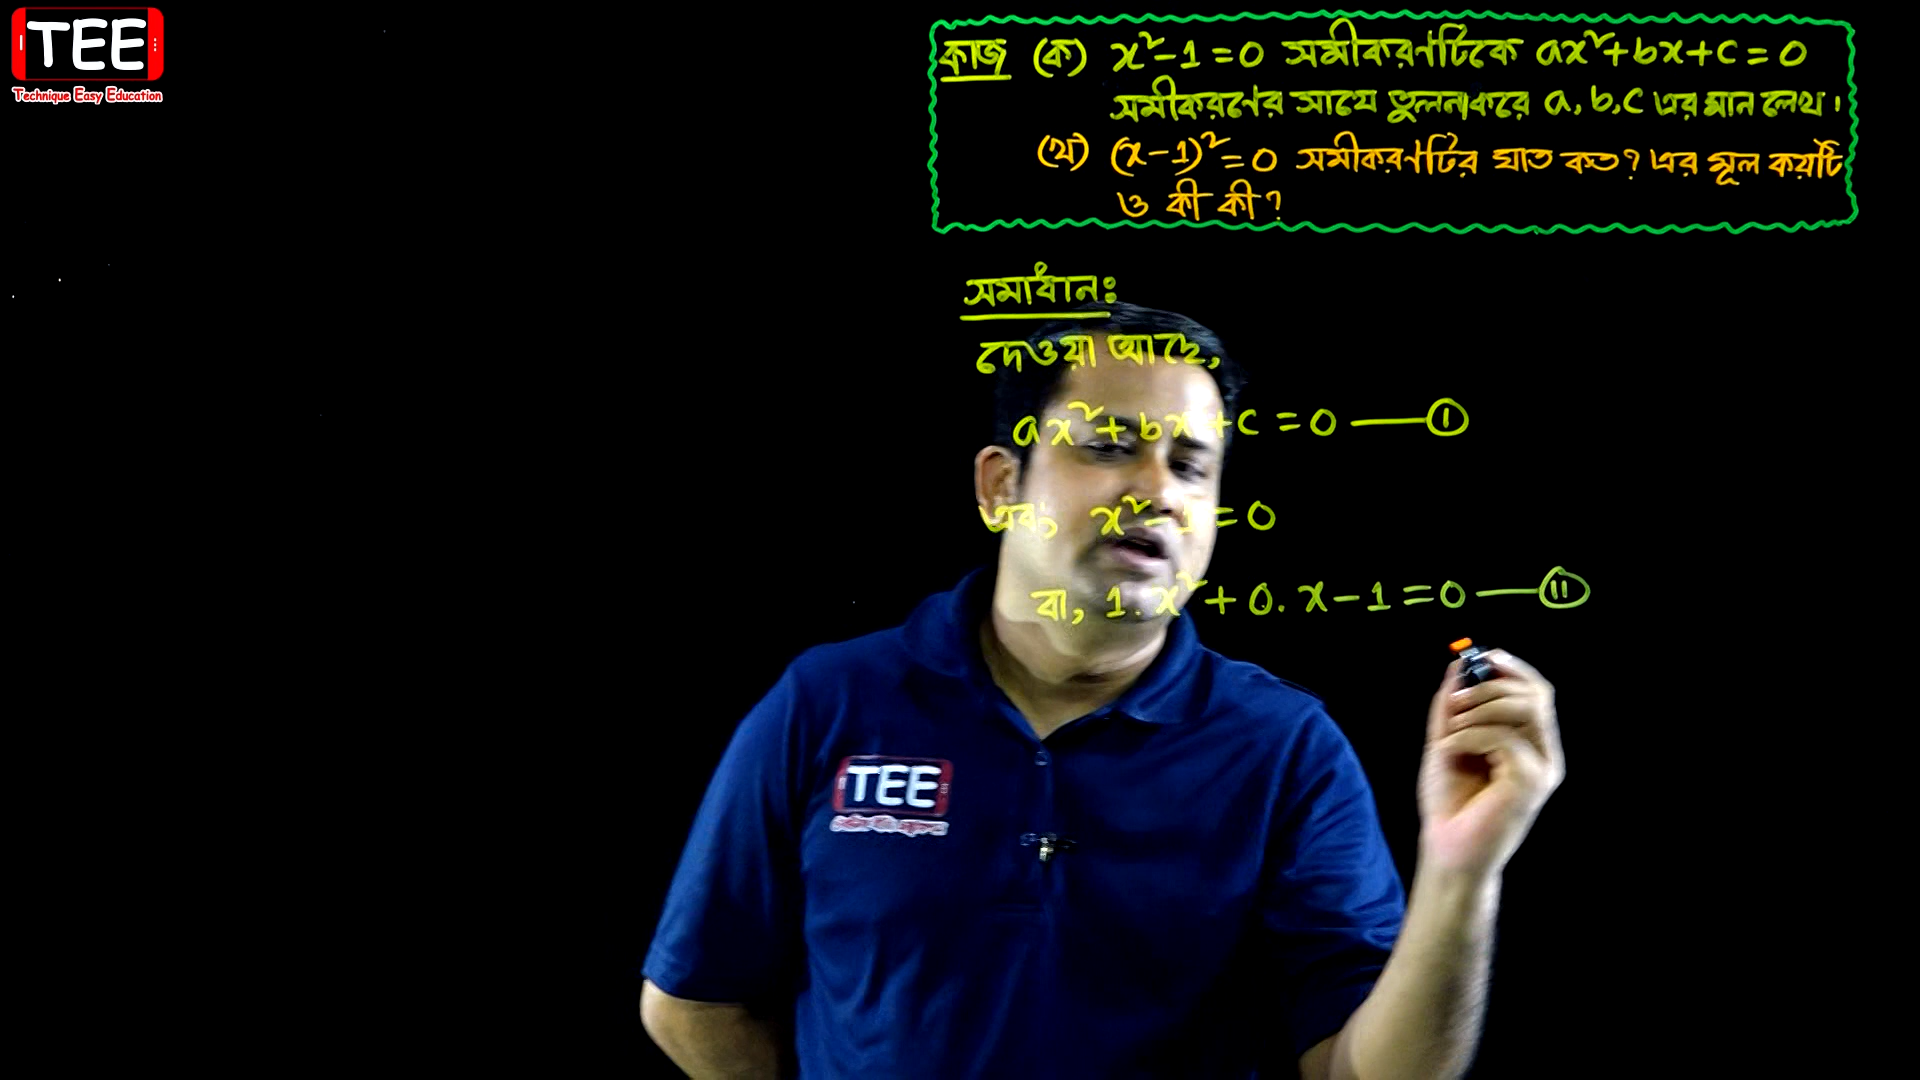 TEE
Technique Easy Education
কাজ (ক) x²-1=0 সমীকরণটিকে ax²+bx+c=0
সমীকরণের সাথে তুলনা করে a, b, c এর মান লেখ।
(খ) (x-1)²=0 সমীকরণটির ঘাত কত? এর মূল কয়টি
ও কী কী?
সমাধানঃ
দেওয়া আছে,
ax²+bx+c=0 —— ①
এবং x²-1=0
বা, 1.x²+0.x-1=0 —— ⑪
TEE